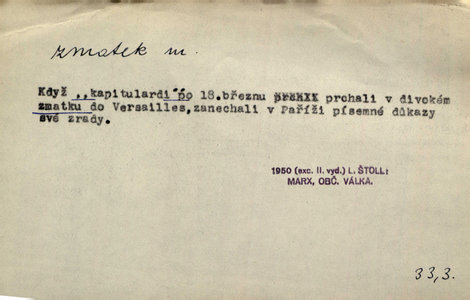 zmatek m.
Když ,,kapitulardi" po 18.březnu prchali v divokém
zmatku do Versailles,zanechali v Paříži písemné důkazy
své zrady.
1950 (exc. II. vyd.) L. ŠTOLL:
MARX, OBČ. VÁLKA.
33,3.